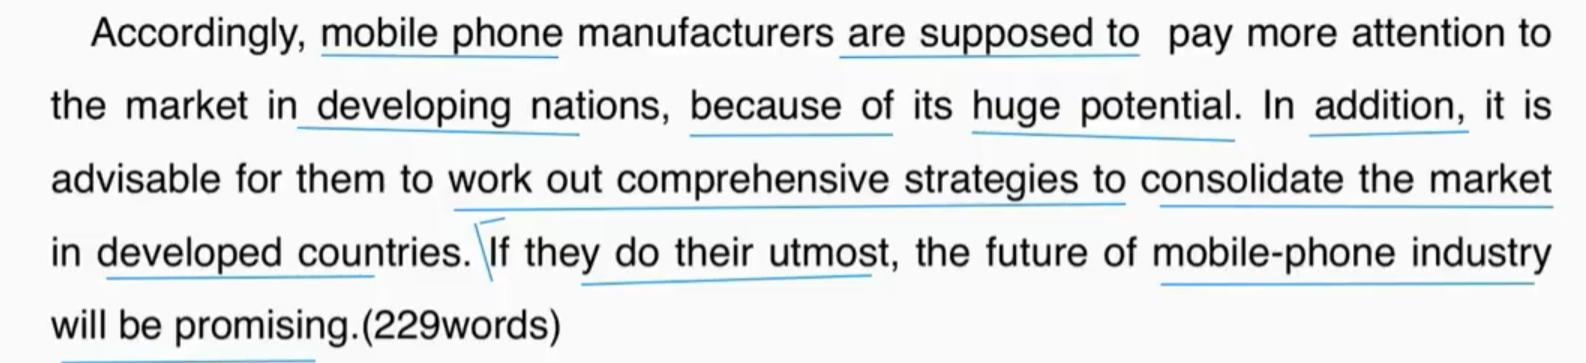 Accordingly, mobile phone manufacturers are supposed to pay more attention to
the market in developing nations, because of its huge potential. In addition, it is
advisable for them to work out comprehensive strategies to consolidate the market
in developed countries. If they do their utmost, the future of mobile-phone industry
will be promising.(229words)